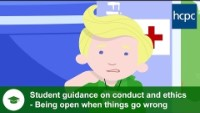 hcpc
Student guidance on conduct and ethics
- Being open when things go wrong